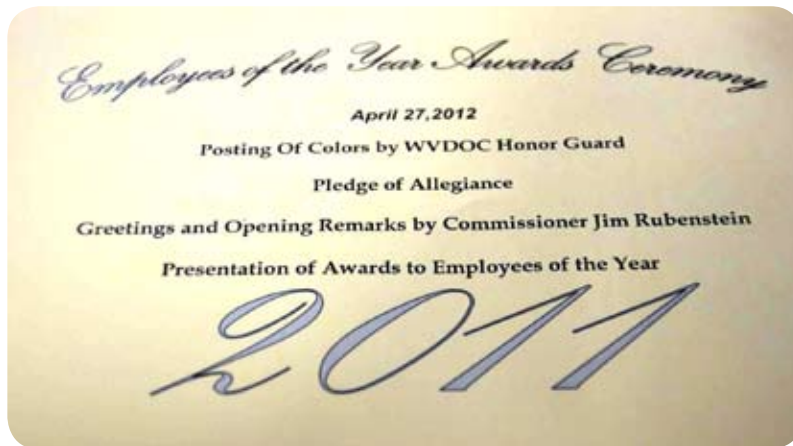 Employees of the Year Awards Ceremony
April 27,2012
Posting Of Colors by WVDOC Honor Guard
Pledge of Allegiance
Greetings and Opening Remarks by Commissioner Jim Rubenstein
Presentation of Awards to Employees of the Year
2011